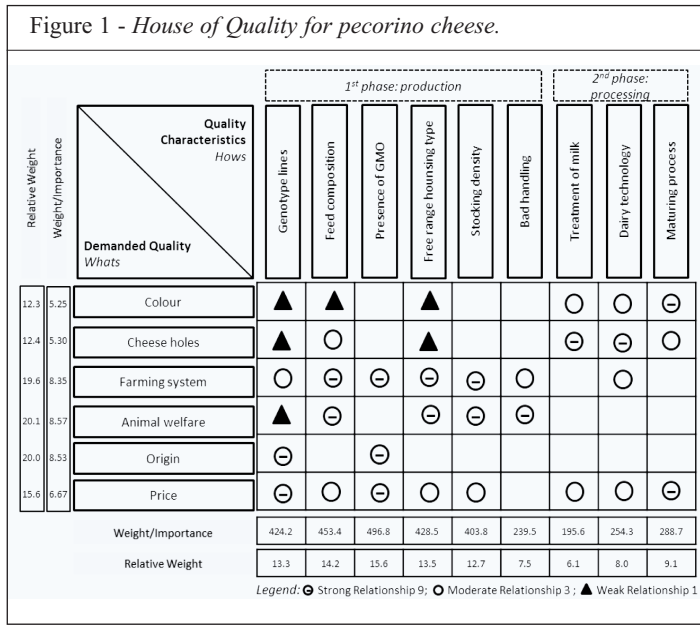 Figure 1 - House of Quality for pecorino cheese.
1st phase: production
2nd phase:
processing
Relative Weight
Weight/Importance
Quality
Characteristics
Hows
Demanded Quality
Whats
Genotype lines
Feed composition
Presence of GMO
Free range hounsing type
Stocking density
Bad handling
Treatment of milk
Dairy technology
Maturing process
12.3 5.25 Colour
12.4 5.30 Cheese holes
19.6 8.35 Farming system
20.1 8.57 Animal welfare
20.0 8.53 Origin
15.6 6.67 Price
Weight/Importance 424.2 453.4 496.8 428.5 403.8 239.5 195.6 254.3 288.7
Relative Weight 13.3 14.2 15.6 13.5 12.7 7.5 6.1 8.0 9.1
Legend: Strong Relationship 9; Moderate Relationship 3 ; Weak Relationship 1